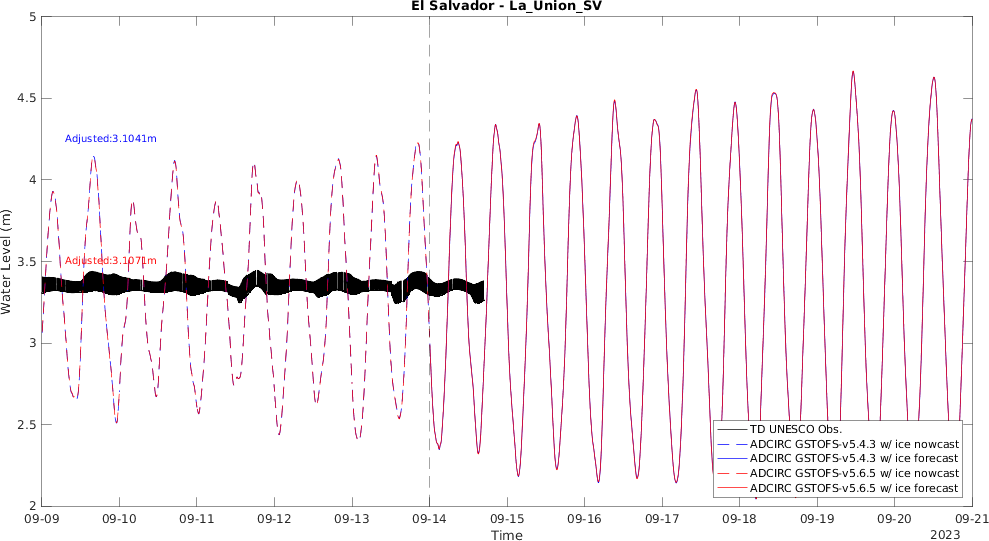 El Salvador - La_Union_SV
5
4.5
4
3.5
3
2.5
2
Water Level (m)
Adjusted:3.1041m
Adjusted:3.1071m
TD UNESCO Obs.
ADCIRC GSTOFS-v5.4.3 w/ ice nowcast
ADCIRC GSTOFS-v5.4.3 w/ ice forecast
ADCIRC GSTOFS-v5.6.5 w/ ice nowcast
ADCIRC GSTOFS-v5.6.5 w/ ice forecast
09-09 09-10 09-11 09-12 09-13 09-14 09-15 09-16 09-17 09-18 09-19 09-20 09-21
Time
2023